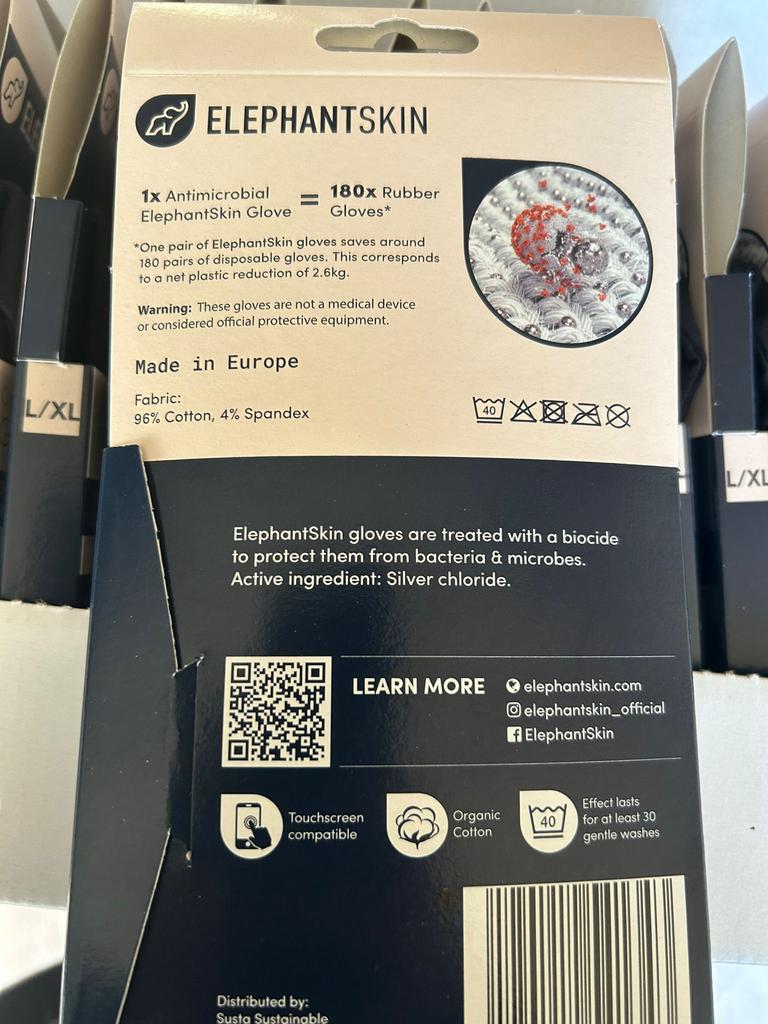 ELEPHANTSKIN
1x Antimicrobial
ElephantSkin Glove
=
180x Rubber
Gloves*
*One pair of ElephantSkin gloves saves around
180 pairs of disposable gloves. This corresponds
to a net plastic reduction of 2.6kg.
Warning: These gloves are not a medical device
or considered official protective equipment.
Made in Europe
Fabric:
96% Cotton, 4% Spandex
40
L/XL
L/XL
ElephantSkin gloves are treated with a biocide
to protect them from bacteria & microbes.
Active ingredient: Silver chloride.
LEARN MORE
elephantskin.com
elephantskin_official
ElephantSkin
Touchscreen
compatible
Organic
Cotton
40
Effect lasts
for at least 30
gentle washes
Distributed by:
Susta Sustainable